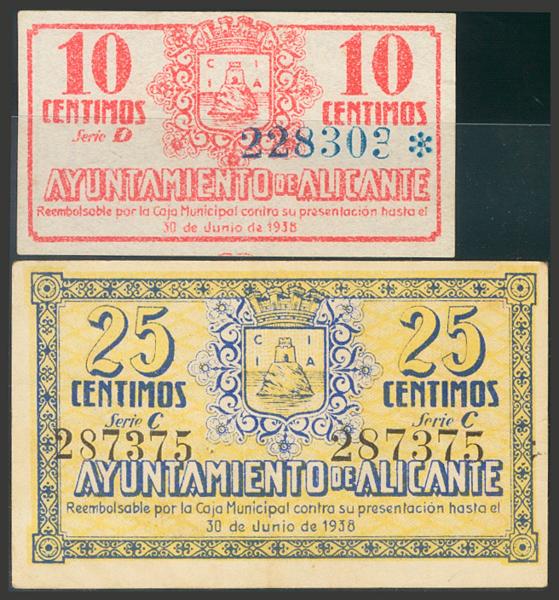 10 10
CENTIMOS CENTIMOS
Serie D
C I
I A
228303 *
AYUNTAMIENTO DE ALICANTE
Reembolsable por la Caja Municipal contra su presentación hasta el
30 de Junio de 1938
25 25
CENTIMOS CENTIMOS
C I
I A
Serie C Serie C
287375 287375
AYUNTAMIENTO DE ALICANTE
Reembolsable por la Caja Municipal contra su presentación hasta el
30 de Junio de 1938